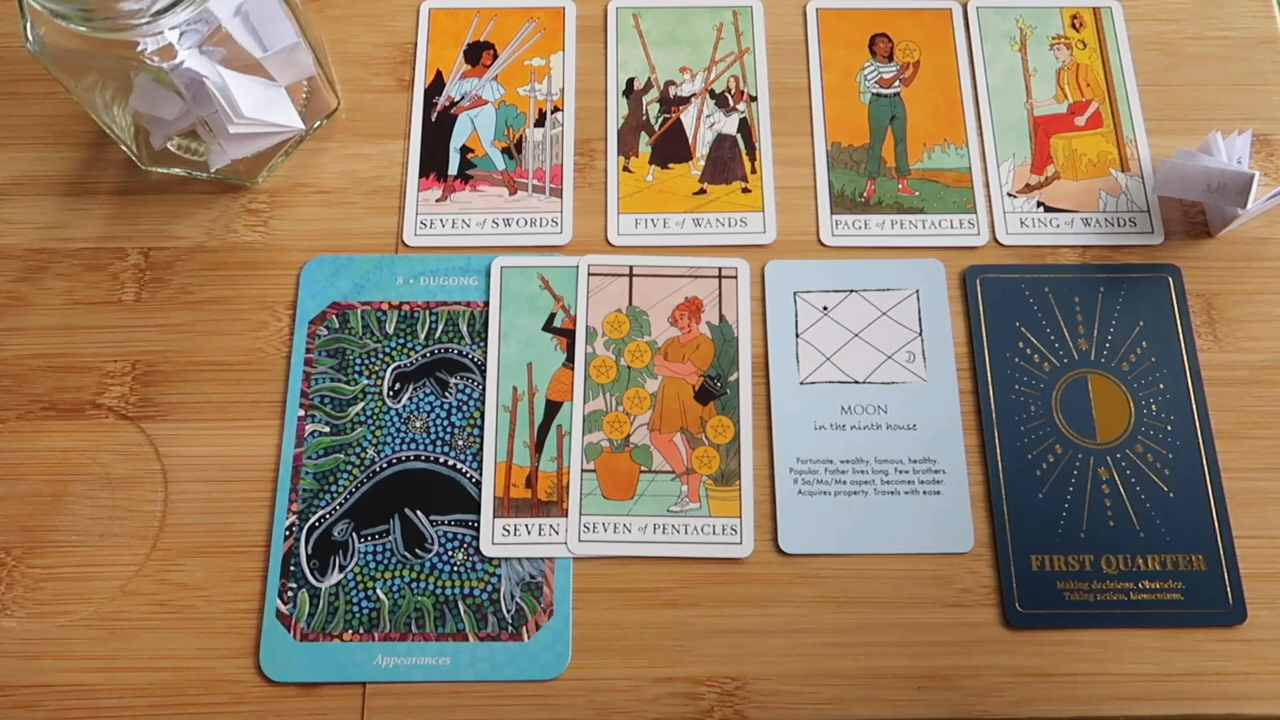 SEVEN of SWORDS
FIVE of WANDS
PAGE of PENTACLES
KING of WANDS
8 • DUGONG
Appearances
SEVEN
SEVEN of PENTACLES
MOON
in the ninth house
Fortunate, wealthy, famous, healthy.
Popular. Father lives long. Few brothers.
If Sa/Ma/Me aspect, becomes leader.
Acquires property. Travels with ease.
FIRST QUARTER
Making decisions. Obstacles.
Taking action. Momentum.